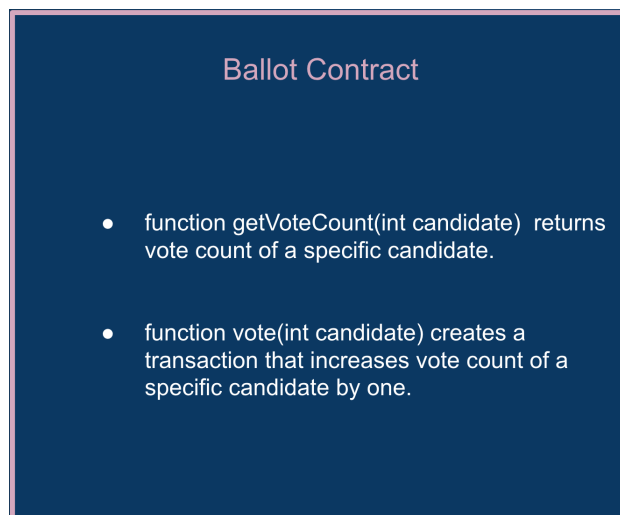 Ballot Contract
● function getVoteCount(int candidate)  returns
vote count of a specific candidate.
● function vote(int candidate) creates a
transaction that increases vote count of a
specific candidate by one.